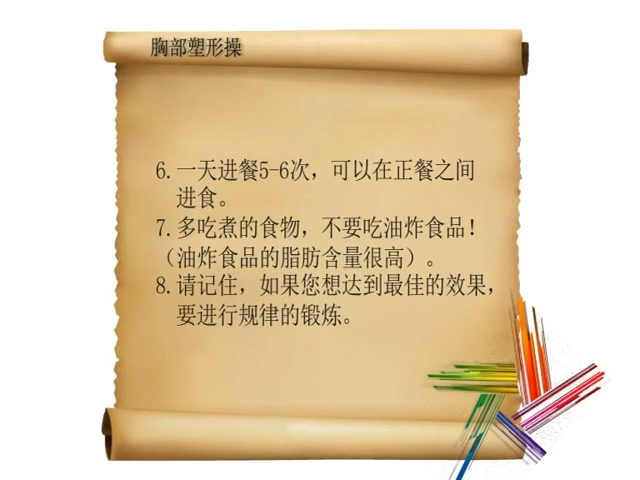 胸部塑形操
6.一天进餐5-6次，可以在正餐之间
进食。
7.多吃煮的食物，不要吃油炸食品！
（油炸食品的脂肪含量很高）。
8.请记住，如果您想达到最佳的效果，
要进行规律的锻炼。